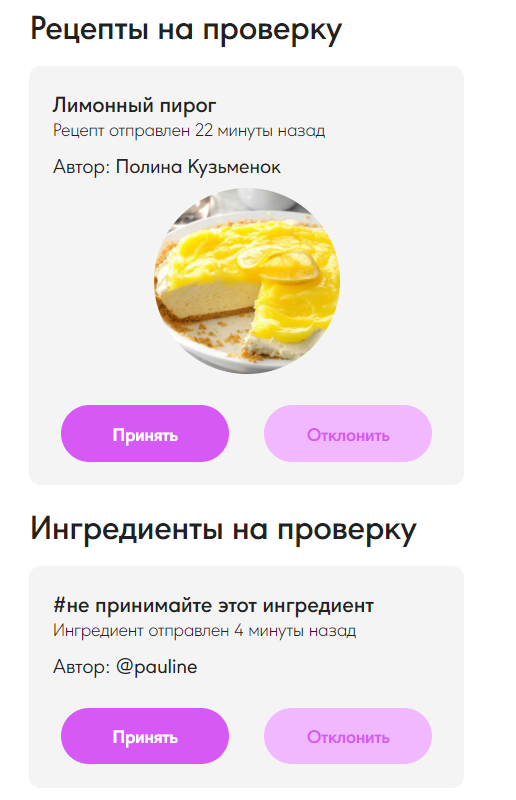 Рецепты на проверку
Лимонный пирог
Рецепт отправлен 22 минуты назад
Автор: Полина Кузьменок
Принять
Отклонить
Ингредиенты на проверку
#не принимайте этот ингредиент
Ингредиент отправлен 4 минуты назад
Автор: @pauline
Принять
Отклонить